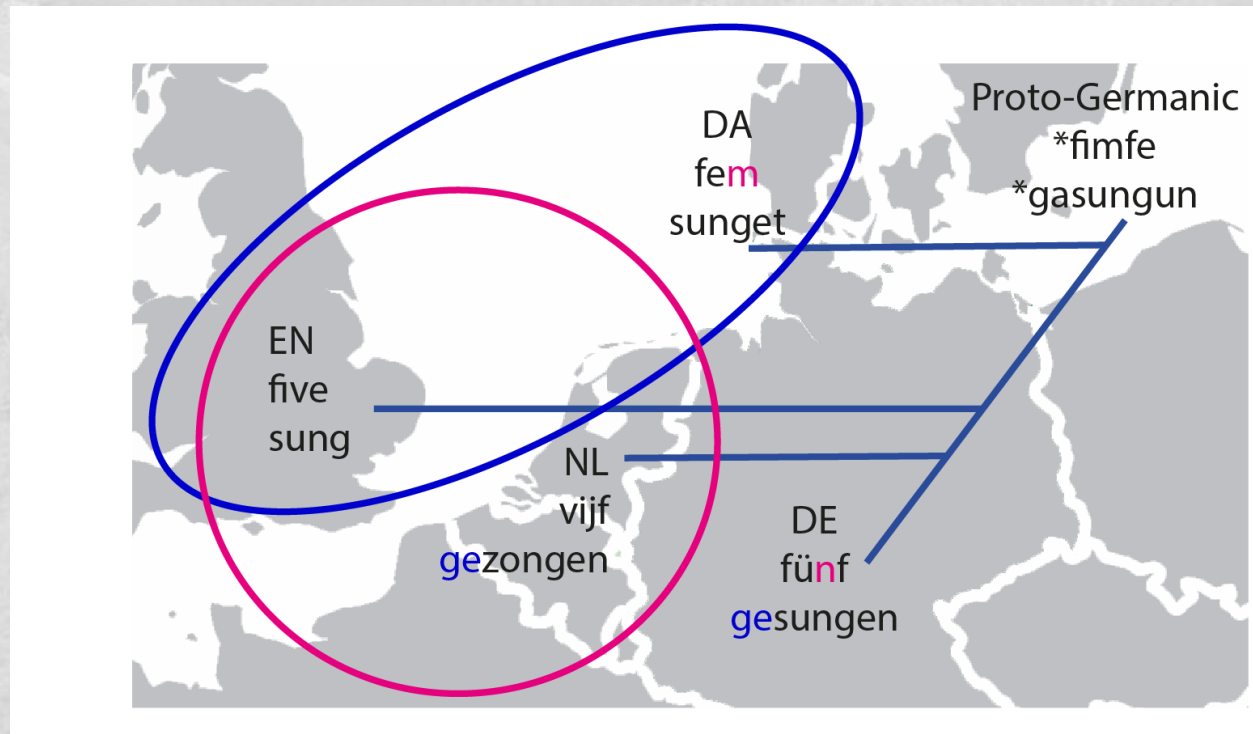 Proto-Germanic
*fimfe
*gasungun
DA
fem
sunget
EN
five
sung
NL
vijf
gezongen
DE
fünf
gesungen